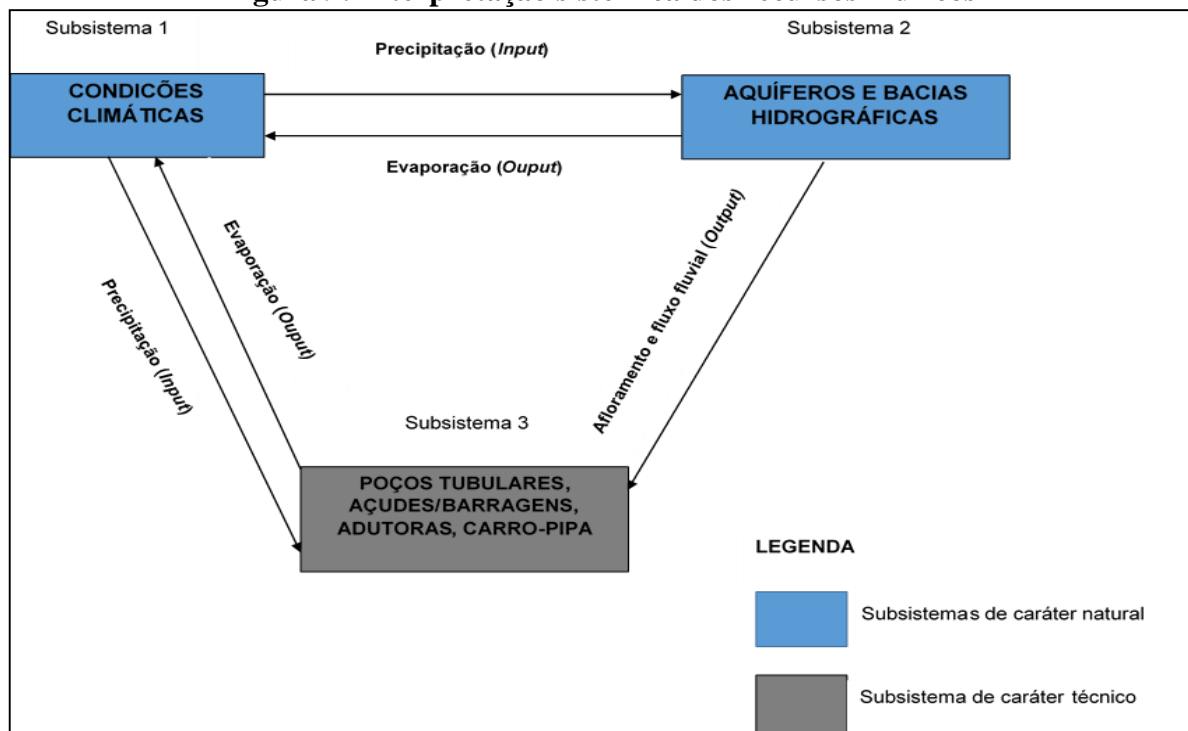 Subsistema 1
Subsistema 2
Precipitação (Input)
CONDICÕES
CLIMÁTICAS
AQUÍFEROS E BACIAS
HIDROGRÁFICAS
Evaporação (Ouput)
Evaporação (Ouput)
Precipitação (Input)
Afloramento e fluxo fluvial (Output)
Subsistema 3
POÇOS TUBULARES,
AÇUDES/BARRAGENS,
ADUTORAS, CARRO-PIPA
LEGENDA
Subsistemas de caráter natural
Subsistema de caráter técnico